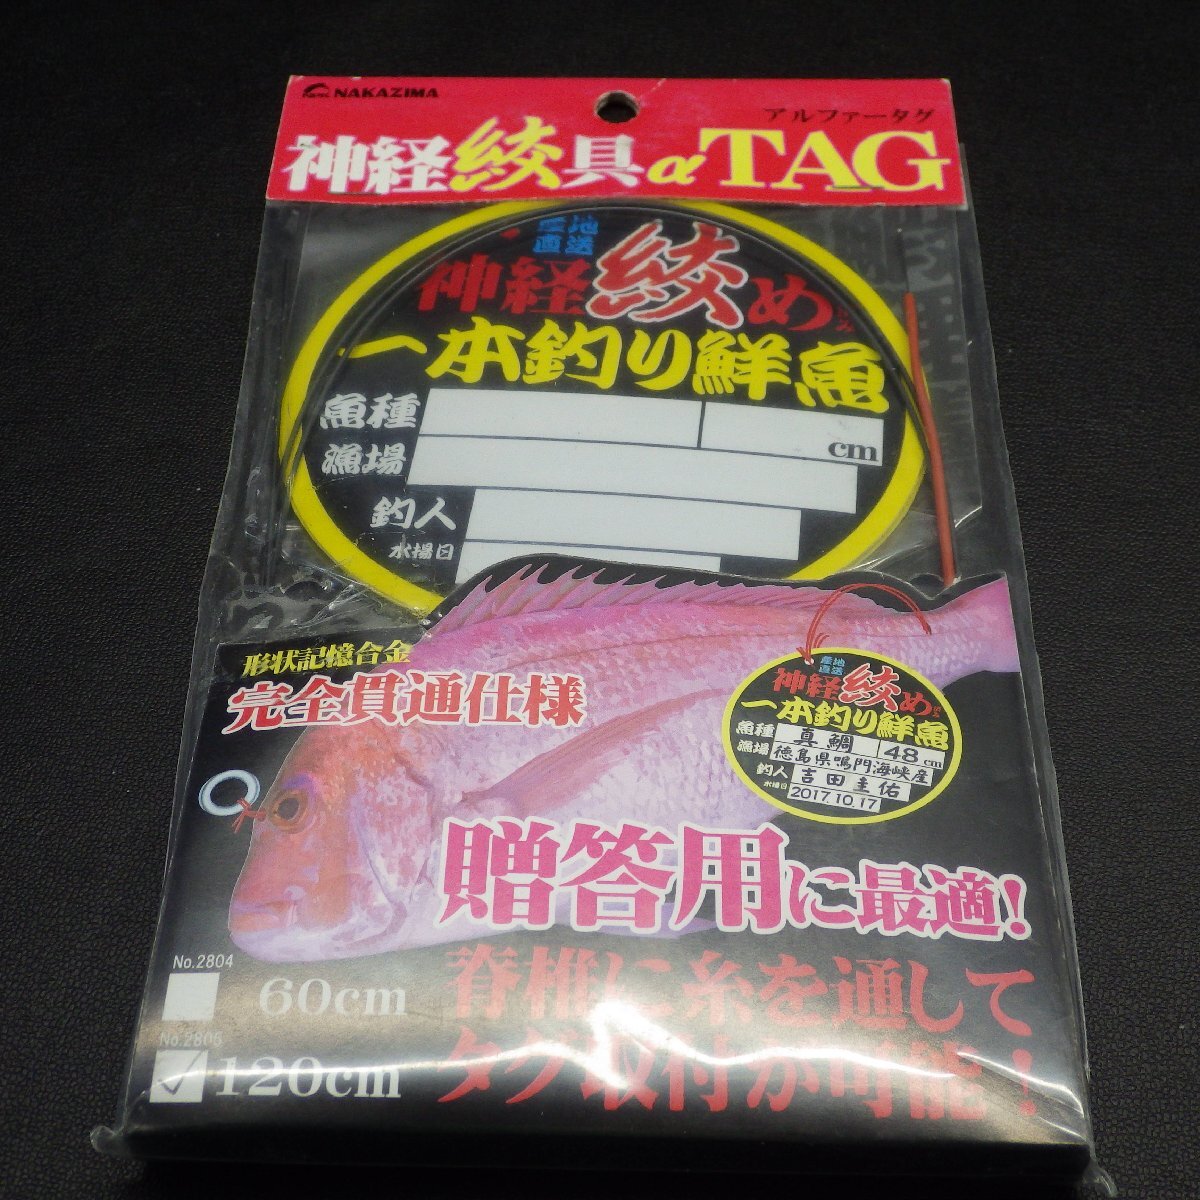 NAKAZIMA
アルファータグ
神経絞具αTAG
産地
直送
神経絞め
一本釣り鮮魚
魚種
cm
漁場
釣人
水揚日
形状記憶合金
完全貫通仕様
産地
直送
神経絞め
一本釣り鮮魚
魚種 真鯛 48cm
漁場 徳島県鳴門海峡産
釣人 吉田圭佑
水揚日 2017.10.17
贈答用に最適!
No.2804
60cm
脊椎に糸を通して
120cm
タグ取付が可能!